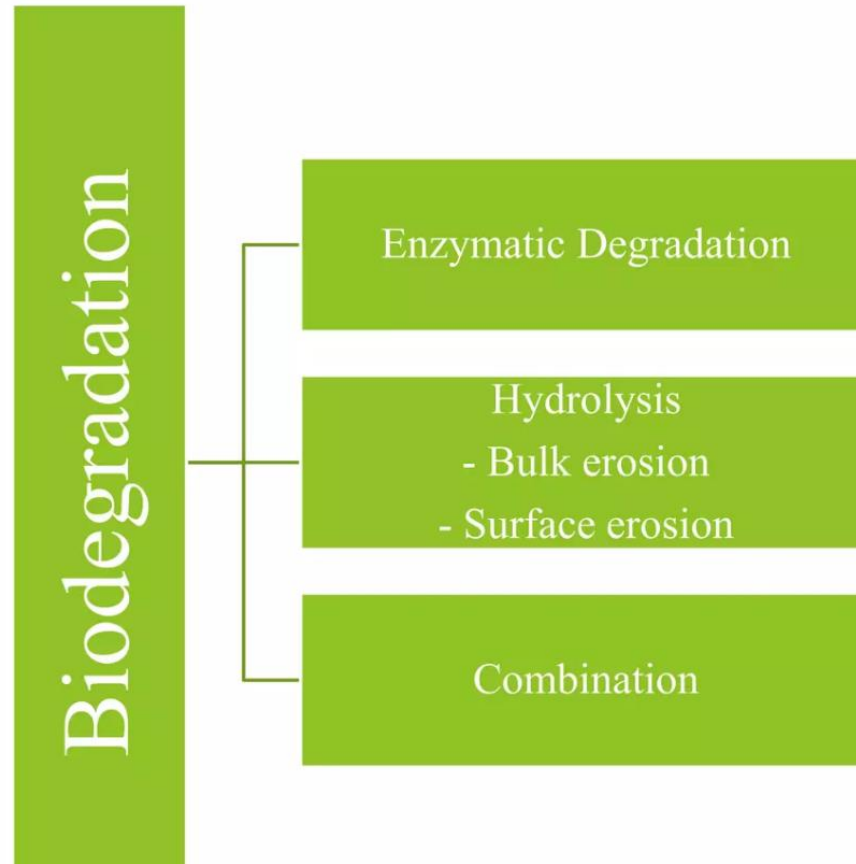 Biodegradation
Enzymatic Degradation
Hydrolysis
- Bulk erosion
- Surface erosion
Combination